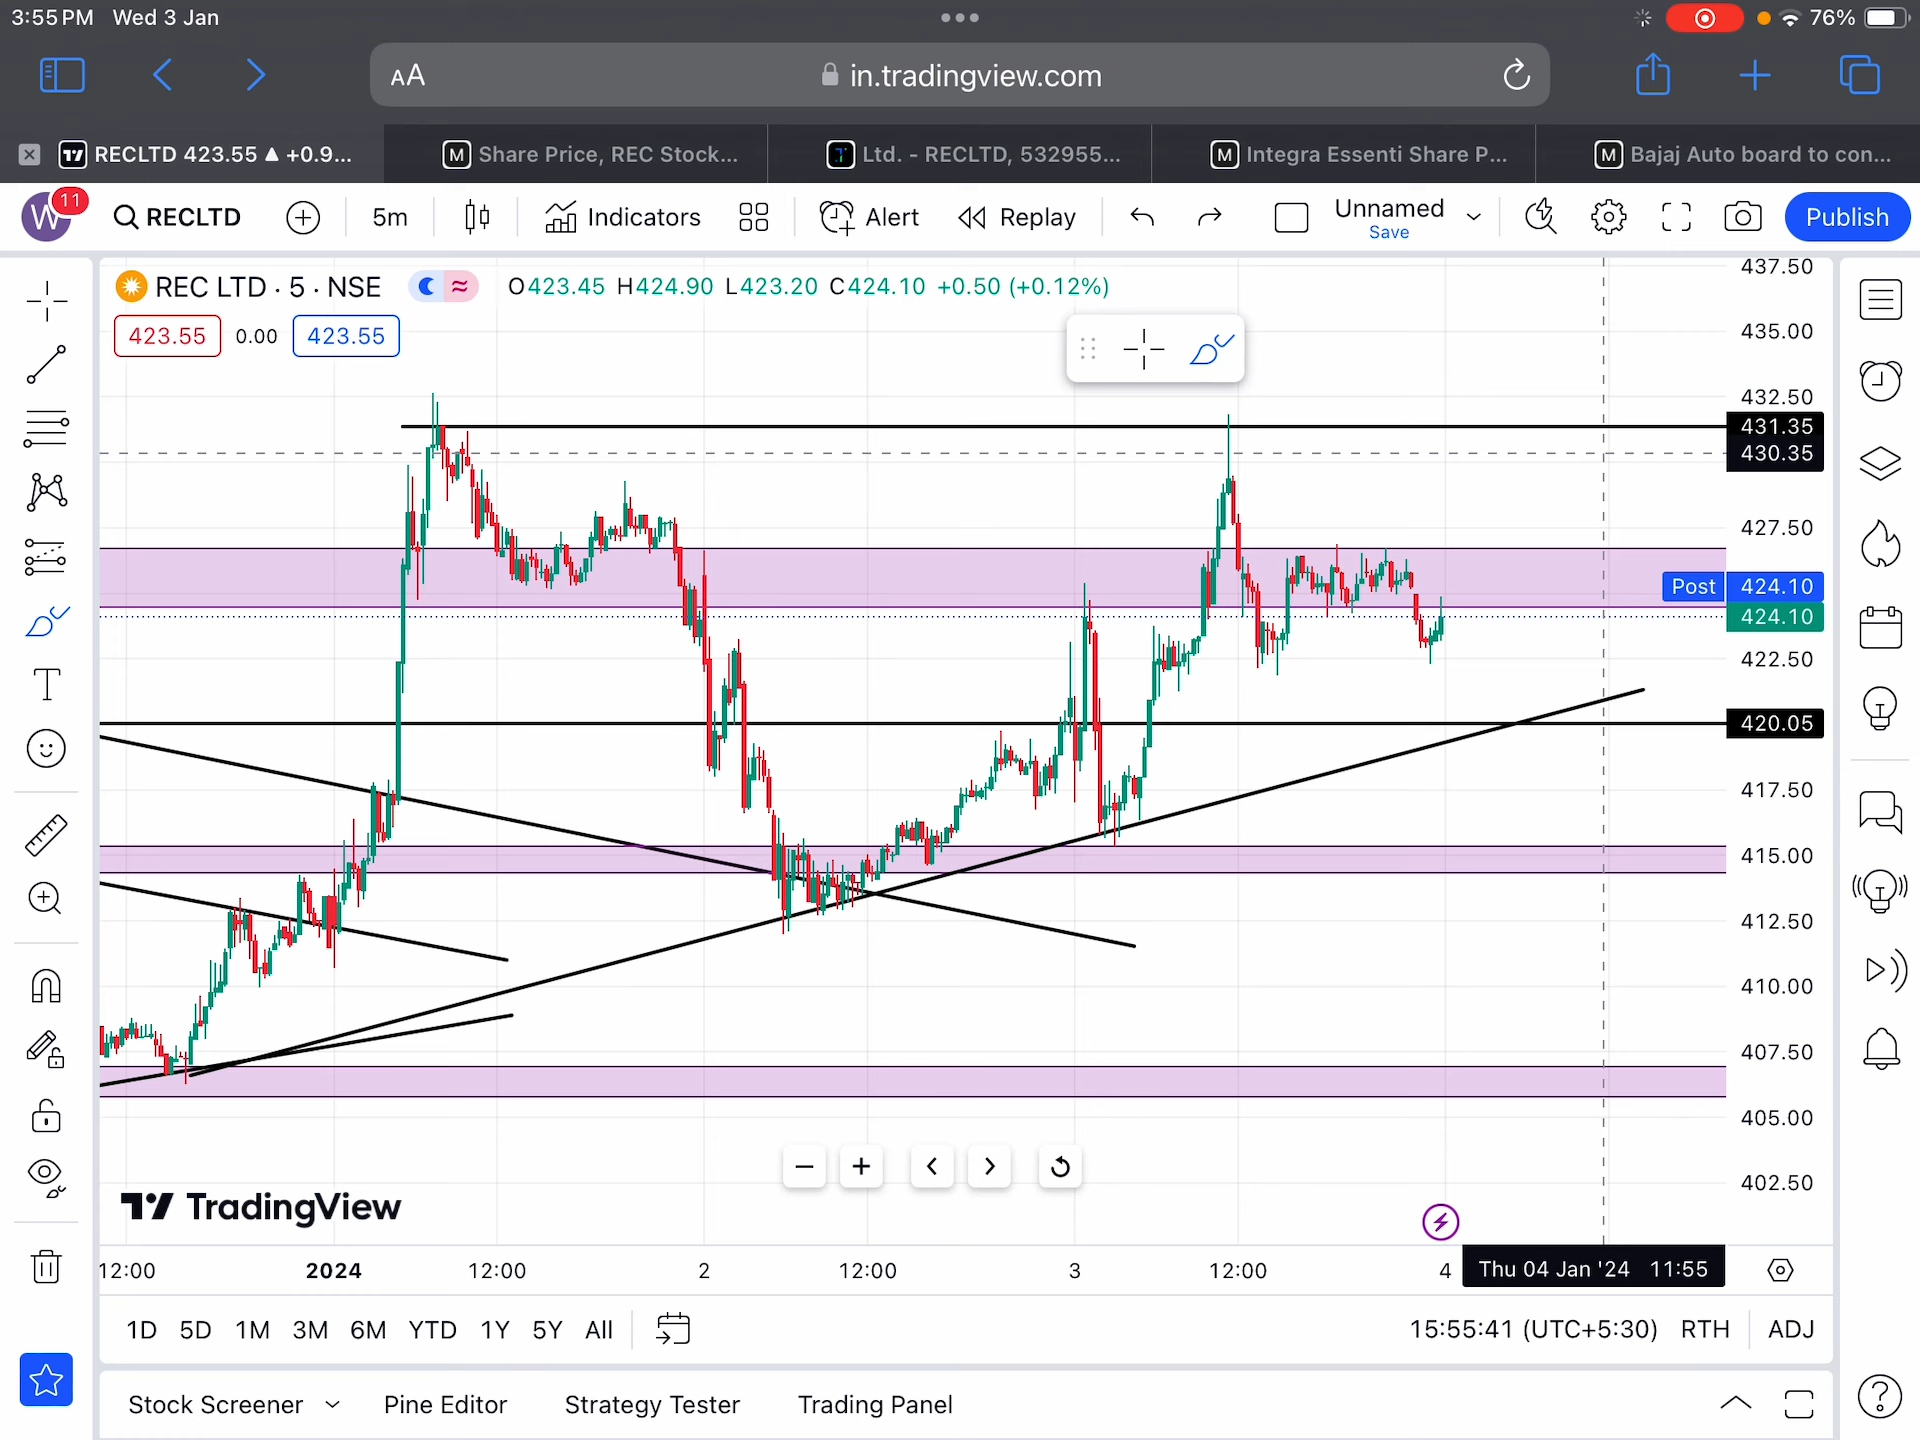 3:55 PM Wed 3 Jan
76%
AA in.tradingview.com
RECLTD 423.55 ▲ +0.9...
M Share Price, REC Stock...
Ltd. - RECLTD, 532955...
M Integra Essenti Share P...
M Bajaj Auto board to con...
W 11
RECLTD
5m
Indicators
Alert
Replay
Unnamed
Save
Publish
REC LTD · 5 · NSE
O423.45 H424.90 L423.20 C424.10 +0.50 (+0.12%)
423.55 0.00 423.55
437.50
435.00
432.50
431.35
430.35
427.50
Post 424.10
424.10
422.50
420.05
417.50
415.00
412.50
410.00
407.50
405.00
402.50
TradingView
12:00 2024 12:00 2 12:00 3 12:00 4 Thu 04 Jan '24 11:55
1D 5D 1M 3M 6M YTD 1Y 5Y All
15:55:41 (UTC+5:30) RTH ADJ
Stock Screener Pine Editor Strategy Tester Trading Panel